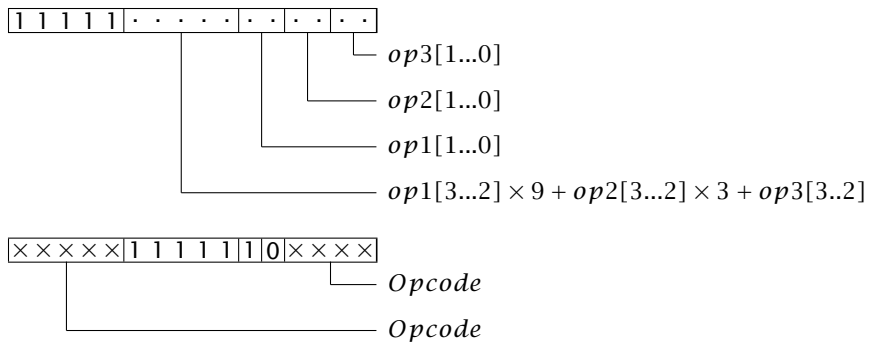 1 1 1 1 1 · · · · · · · · · · ·
op3[1...0]
op2[1...0]
op1[1...0]
op1[3...2] × 9 + op2[3...2] × 3 + op3[3..2]
× × × × × 1 1 1 1 1 1 0 × × × ×
Opcode
Opcode